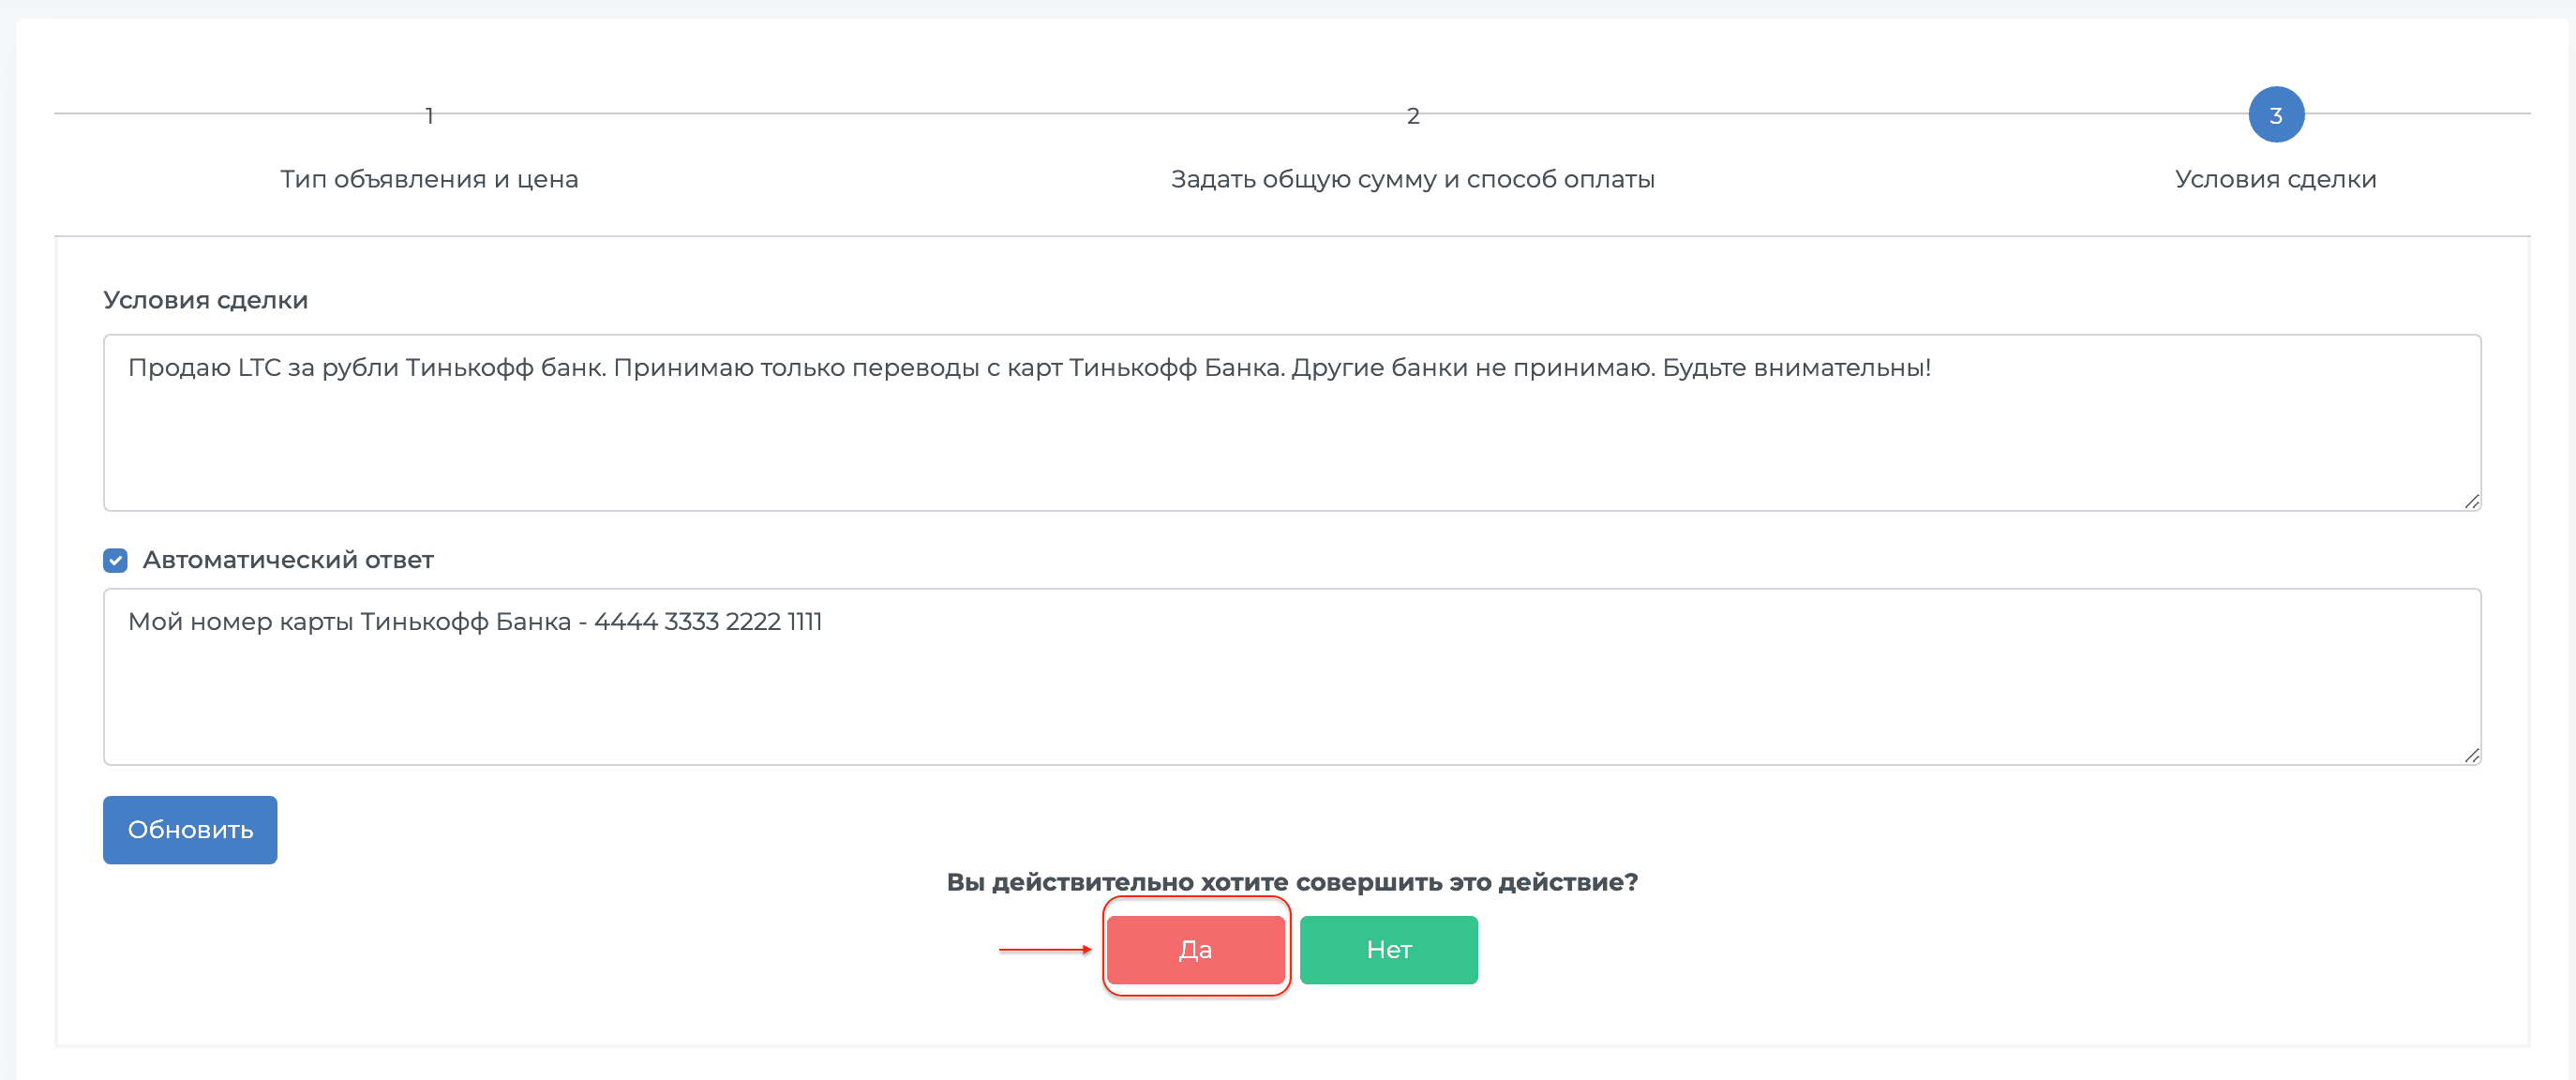 1
2
3
Тип объявления и цена
Задать общую сумму и способ оплаты
Условия сделки
Условия сделки
Продаю LTC за рубли Тинькофф банк. Принимаю только переводы с карт Тинькофф Банка. Другие банки не принимаю. Будьте внимательны!
Автоматический ответ
Мой номер карты Тинькофф Банка - 4444 3333 2222 1111
Обновить
Вы действительно хотите совершить это действие?
Да
Нет